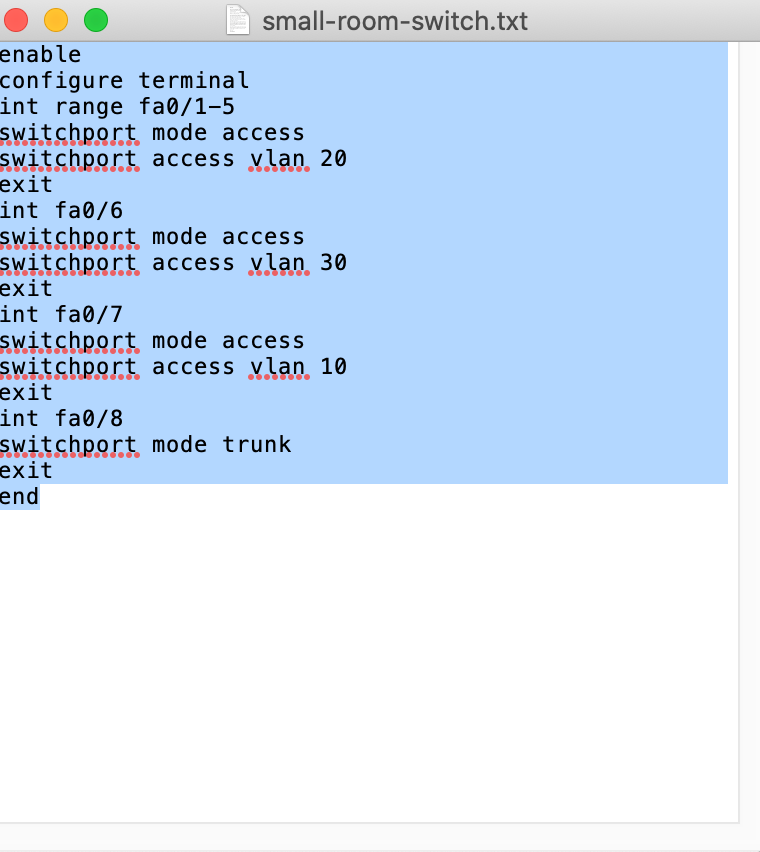 small-room-switch.txt
enable
configure terminal
int range fa0/1-5
switchport mode access
switchport access vlan 20
exit
int fa0/6
switchport mode access
switchport access vlan 30
exit
int fa0/7
switchport mode access
switchport access vlan 10
exit
int fa0/8
switchport mode trunk
exit
end